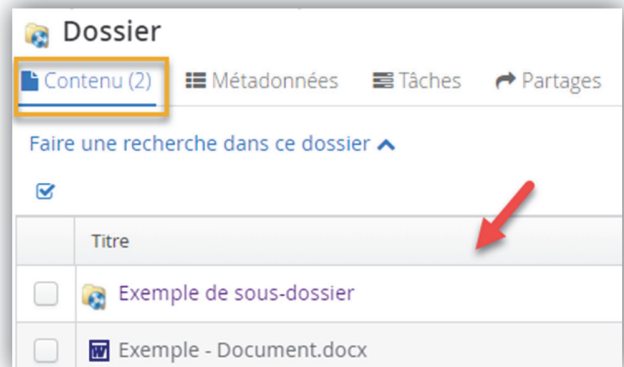 Dossier
Contenu (2) Métadonnées Tâches Partages
Faire une recherche dans ce dossier
Titre
Exemple de sous-dossier
Exemple - Document.docx